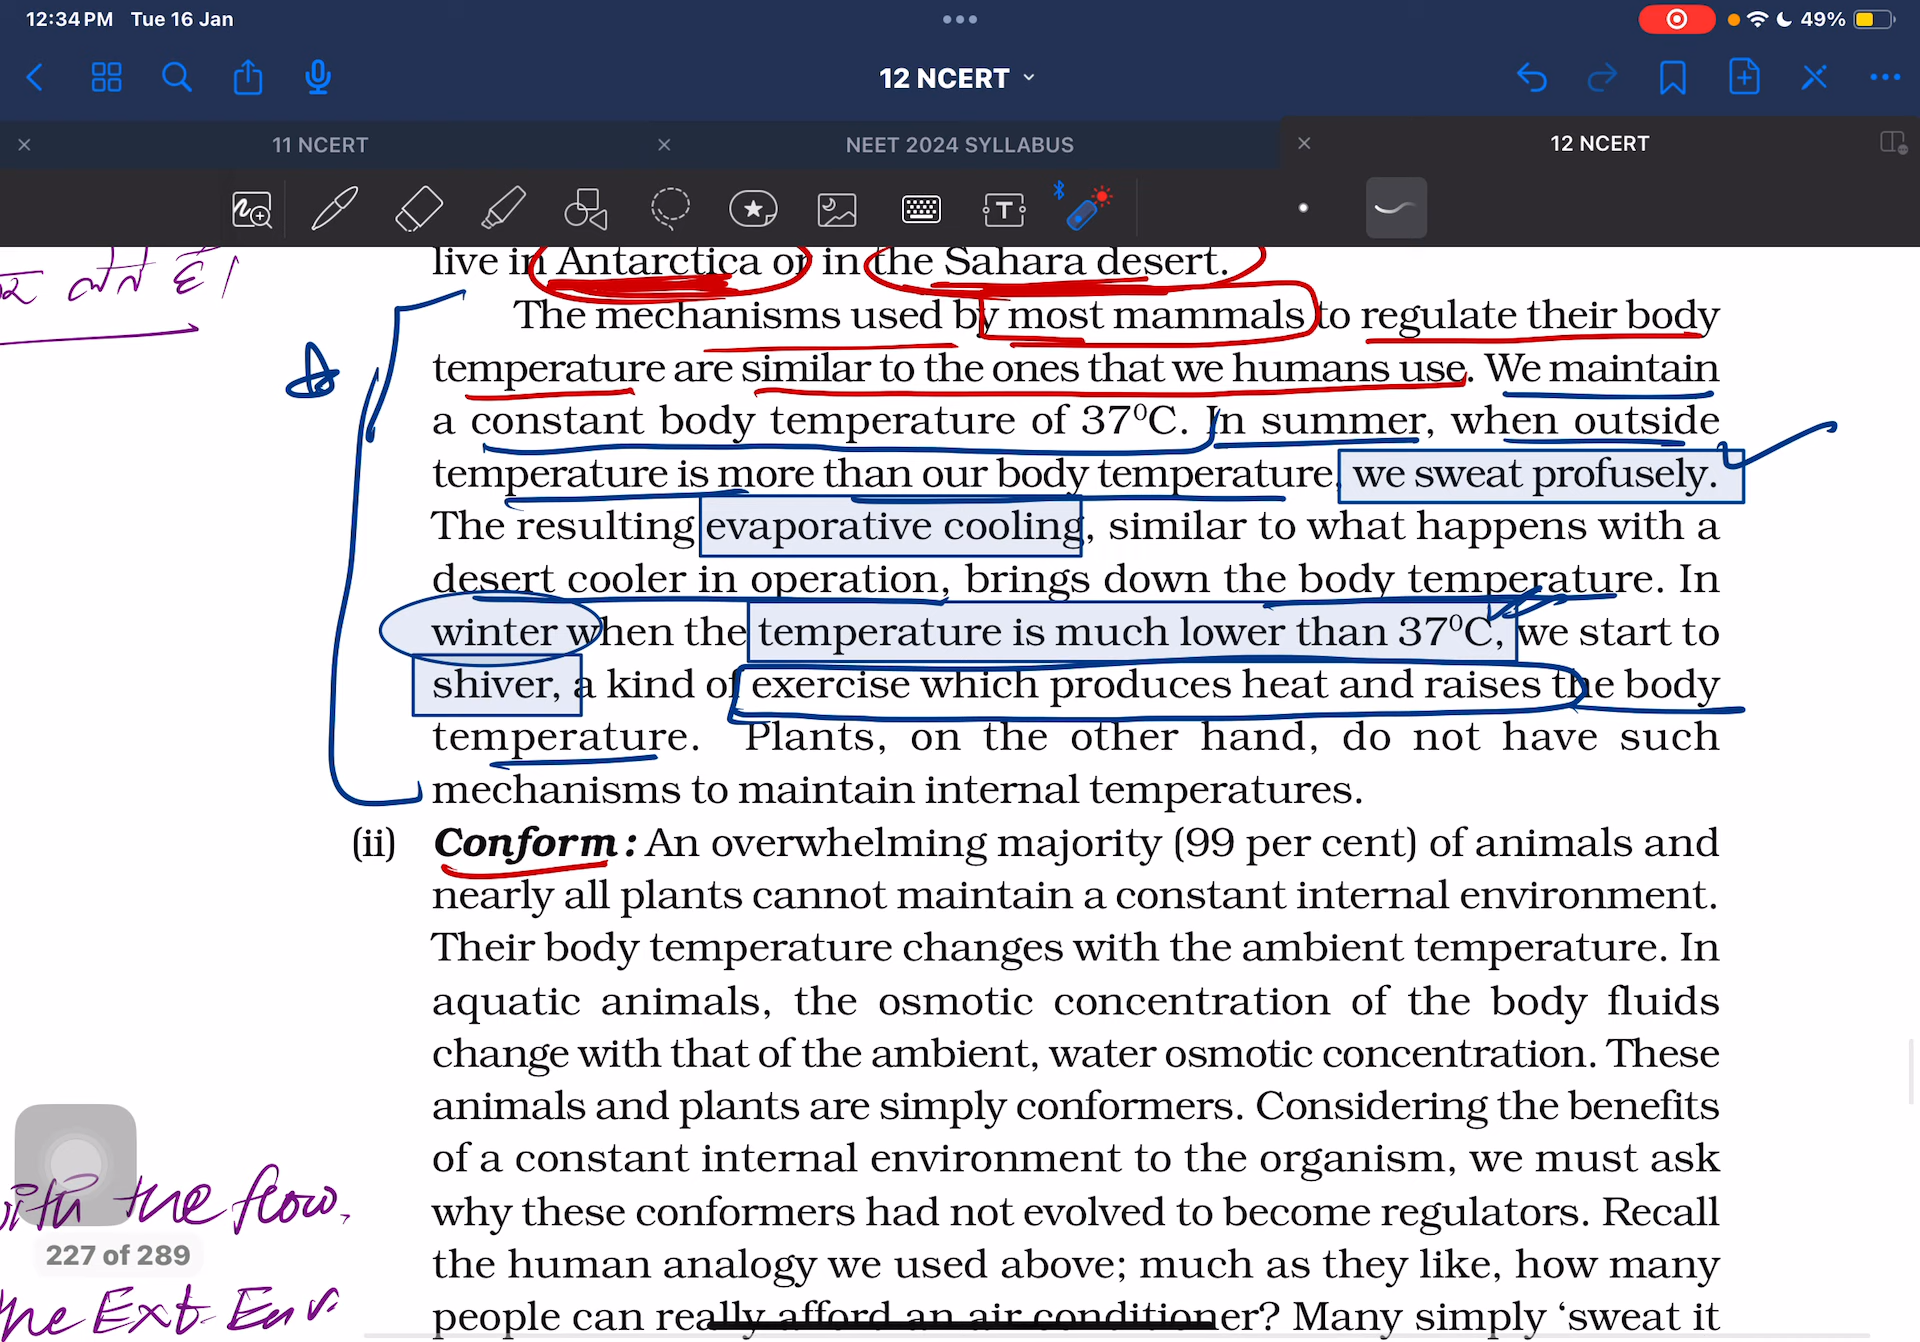 12:34 PM Tue 16 Jan
49%
12 NCERT
11 NCERT
NEET 2024 SYLLABUS
12 NCERT
live in Antarctica or in the Sahara desert.
The mechanisms used by most mammals to regulate their body
temperature are similar to the ones that we humans use. We maintain
a constant body temperature of 37⁰C. In summer, when outside
temperature is more than our body temperature, we sweat profusely.
The resulting evaporative cooling, similar to what happens with a
desert cooler in operation, brings down the body temperature. In
winter when the temperature is much lower than 37⁰C, we start to
shiver, a kind of exercise which produces heat and raises the body
temperature. Plants, on the other hand, do not have such
mechanisms to maintain internal temperatures.
(ii) Conform : An overwhelming majority (99 per cent) of animals and
nearly all plants cannot maintain a constant internal environment.
Their body temperature changes with the ambient temperature. In
aquatic animals, the osmotic concentration of the body fluids
change with that of the ambient, water osmotic concentration. These
animals and plants are simply conformers. Considering the benefits
of a constant internal environment to the organism, we must ask
why these conformers had not evolved to become regulators. Recall
the human analogy we used above; much as they like, how many
people can really afford an air conditioner? Many simply ‘sweat it
the flow,
227 of 289
Ext.